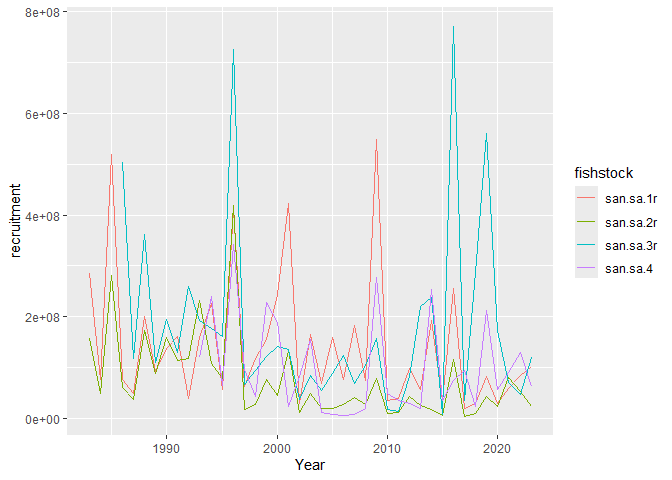 8e+08
6e+08
4e+08
2e+08
0e+00
recruitment
1990
2000
2010
2020
Year
fishstock
san.sa.1r
san.sa.2r
san.sa.3r
san.sa.4